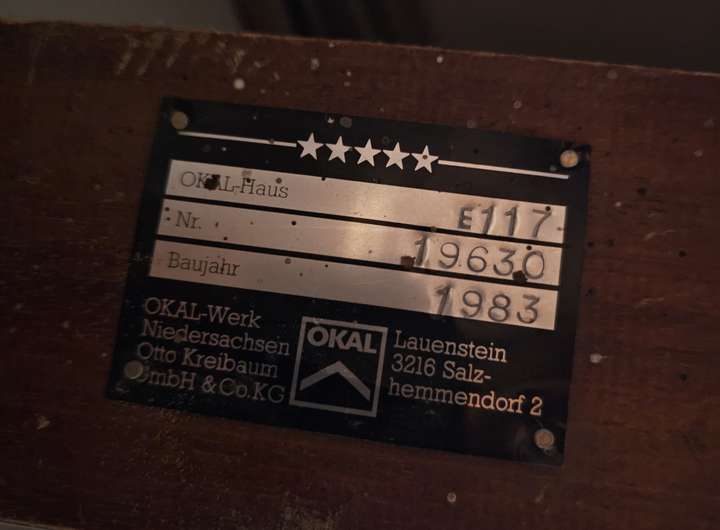 OKAL-Haus E117
Nr. 19630
Baujahr 1983
OKAL-Werk
Niedersachsen
Otto Kreibaum
GmbH & Co. KG
OKAL
Lauenstein
3216 Salz-
hemmendorf 2